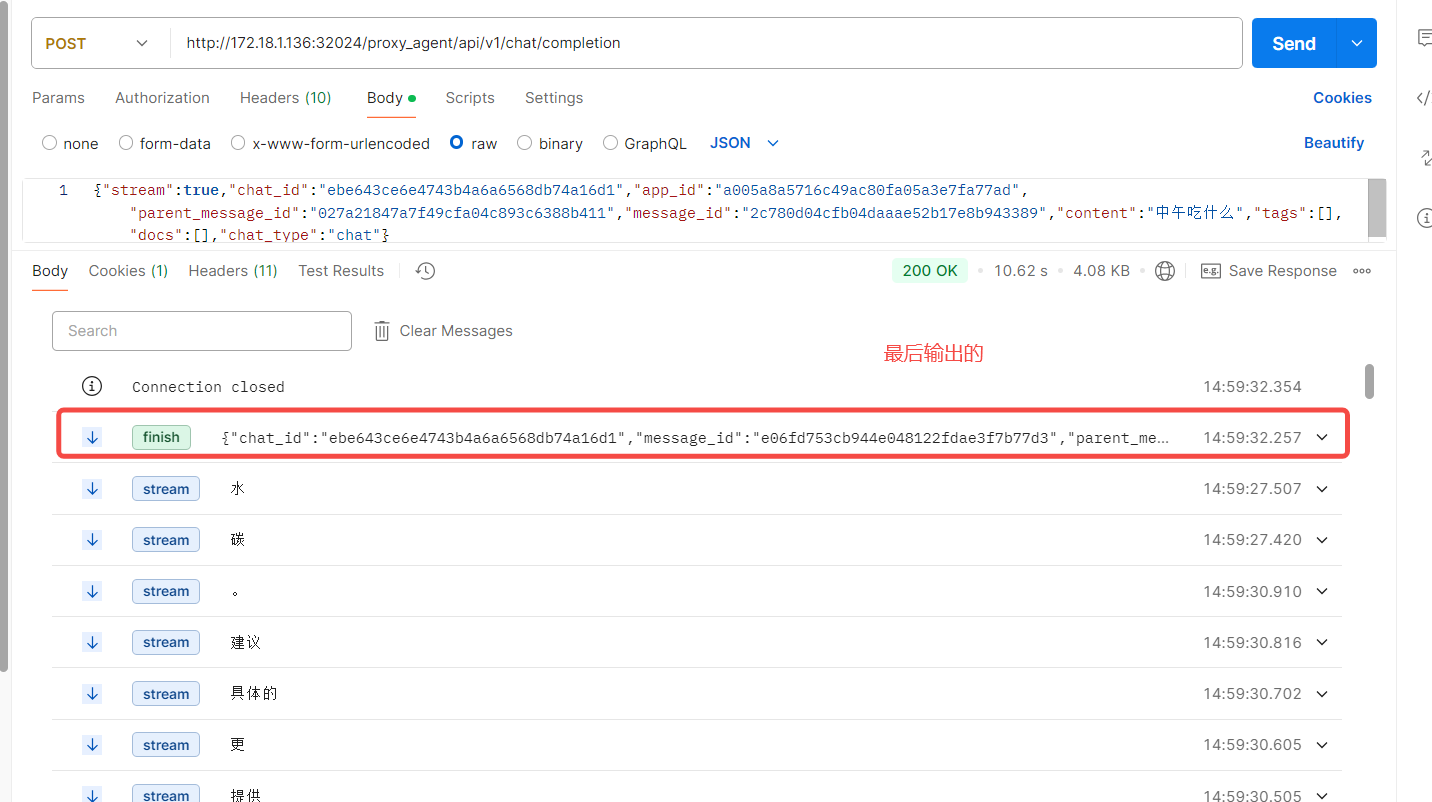 POST http://172.18.1.136:32024/proxy_agent/api/v1/chat/completion Send
Params Authorization Headers (10) Body Scripts Settings Cookies
none form-data x-www-form-urlencoded raw binary GraphQL JSON Beautify
1 {"stream":true,"chat_id":"ebe643ce6e4743b4a6a6568db74a16d1","app_id":"a005a8a5716c49ac80fa05a3e7fa77ad",
"parent_message_id":"027a21847a7f49cfa04c893c6388b411","message_id":"2c780d04cfb04daaae52b17e8b943389","content":"中午吃什么","tags":[],
"docs":[],"chat_type":"chat"}
Body Cookies (1) Headers (11) Test Results 200 OK 10.62 s 4.08 KB e.g. Save Response
Search Clear Messages
最后输出的
Connection closed 14:59:32.354
finish {"chat_id":"ebe643ce6e4743b4a6a6568db74a16d1","message_id":"e06fd753cb944e048122fdae3f7b77d3","parent_me... 14:59:32.257
stream 水 14:59:27.507
stream 碳 14:59:27.420
stream 。 14:59:30.910
stream 建议 14:59:30.816
stream 具体的 14:59:30.702
stream 更 14:59:30.605
stream 提供 14:59:30.505